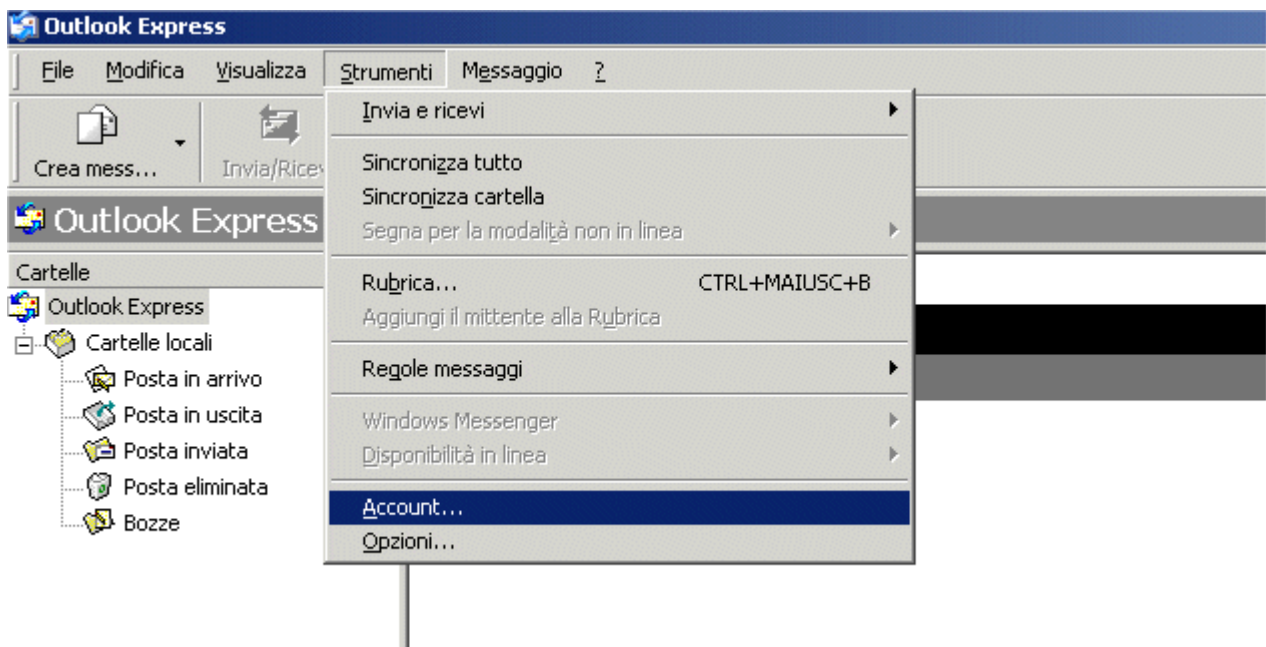 Outlook Express
File Modifica Visualizza Strumenti Messaggio ?
Crea mess... Invia/Ricev
Outlook Express
Cartelle
Outlook Express
Cartelle locali
Posta in arrivo
Posta in uscita
Posta inviata
Posta eliminata
Bozze
Invia e ricevi
Sincronizza tutto
Sincronizza cartella
Segna per la modalità non in linea
Rubrica... CTRL+MAIUSC+B
Aggiungi il mittente alla Rubrica
Regole messaggi
Windows Messenger
Disponibilità in linea
Account...
Opzioni...